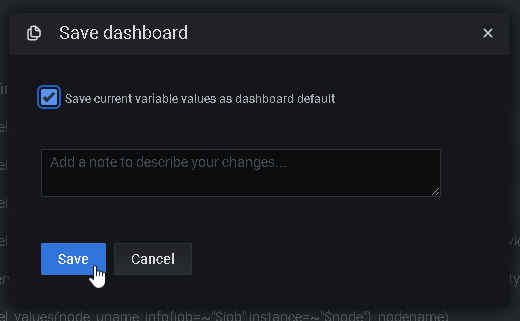 Save dashboard
Save current variable values as dashboard default
Add a note to describe your changes...
Save
Cancel
el_values(node_uname_info{job=~"$job",instance=~"$node"}, nodename)